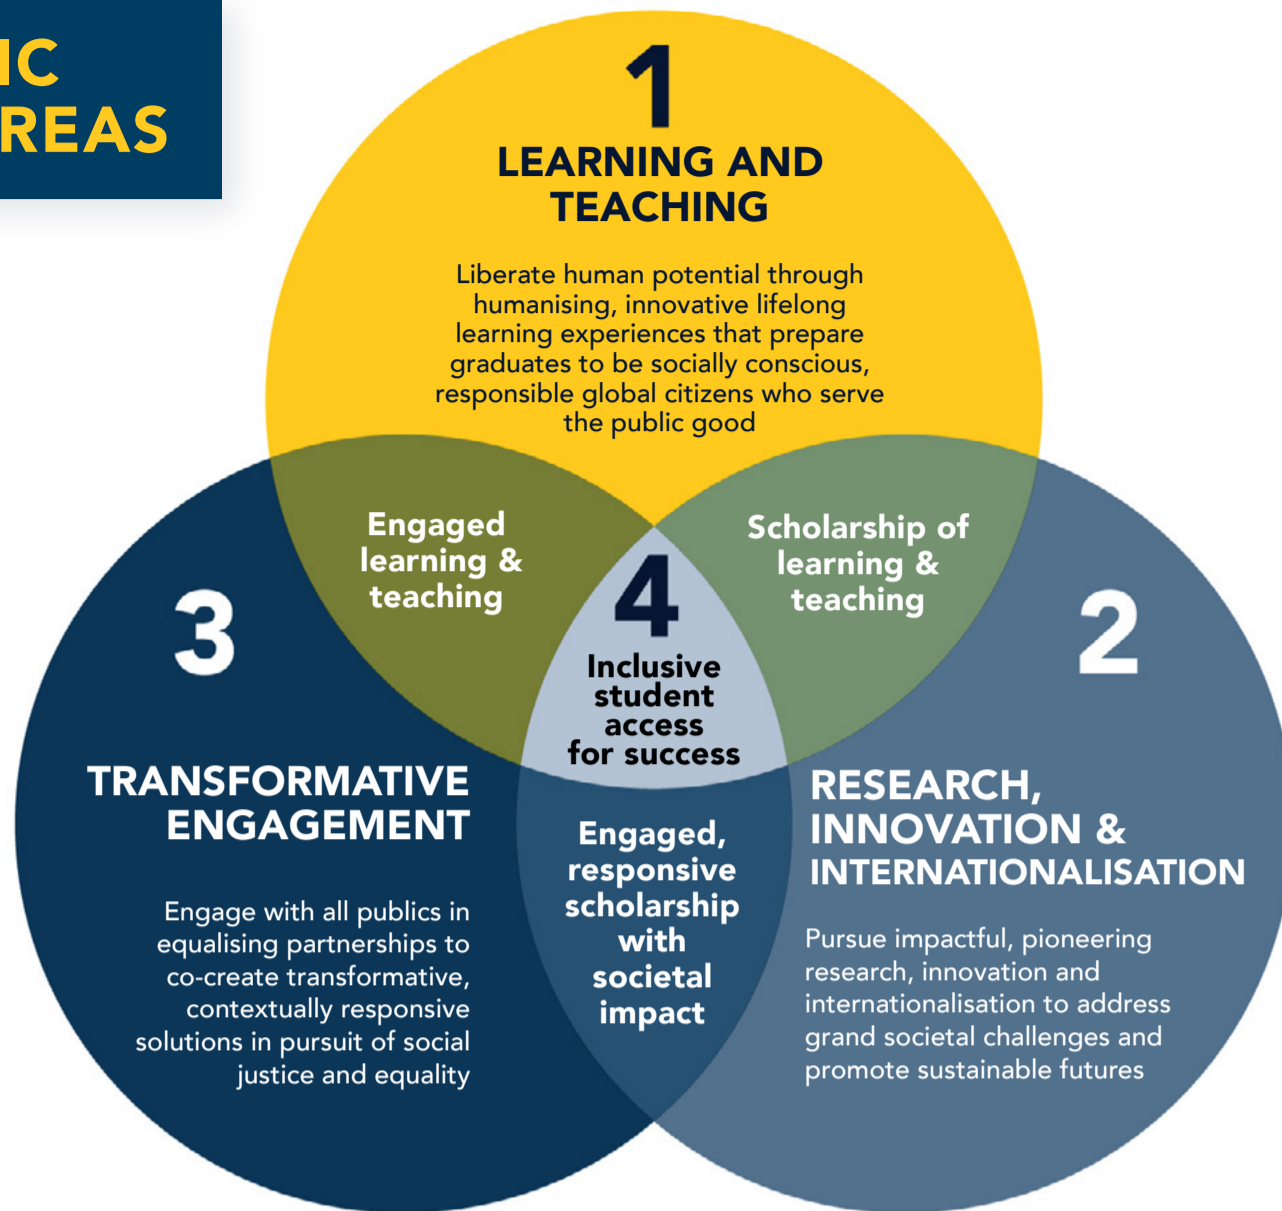 IC
REAS
1
LEARNING AND
TEACHING
Liberate human potential through
humanising, innovative lifelong
learning experiences that prepare
graduates to be socially conscious,
responsible global citizens who serve
the public good
Engaged
learning &
teaching
Scholarship of
learning &
teaching
4
Inclusive
student
access
for success
3
TRANSFORMATIVE
ENGAGEMENT
Engage with all publics in
equalising partnerships to
co-create transformative,
contextually responsive
solutions in pursuit of social
justice and equality
Engaged,
responsive
scholarship
with
societal
impact
2
RESEARCH,
INNOVATION &
INTERNATIONALISATION
Pursue impactful, pioneering
research, innovation and
internationalisation to address
grand societal challenges and
promote sustainable futures